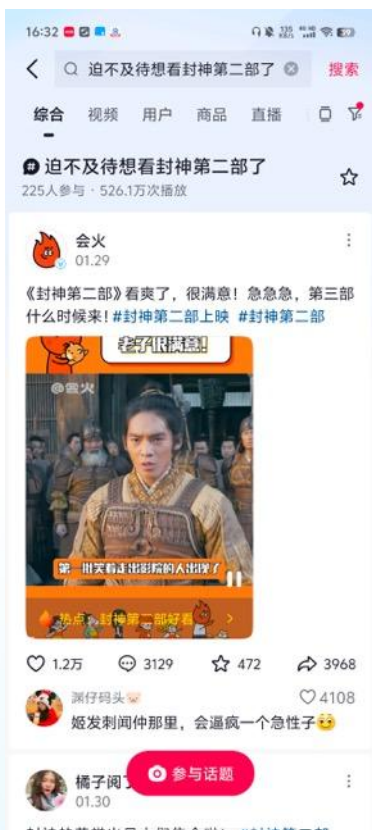 16:32
135 KB/s
迫不及待想看封神第二部了
搜索
综合 视频 用户 商品 直播
迫不及待想看封神第二部了
225人参与 · 526.1万次播放
会火
01.29
《封神第二部》看爽了，很满意！急急急，第三部
什么时候来！#封神第二部上映 #封神第二部
老子很满意!
@会火
第一批笑着走出影院的人出现了
热点：封神第二部好看
1.2万 3129 472 3968
渊仔码头
4108
姬发刺闻仲那里，会逼疯一个急性子
参与话题
橘子阅
01.30